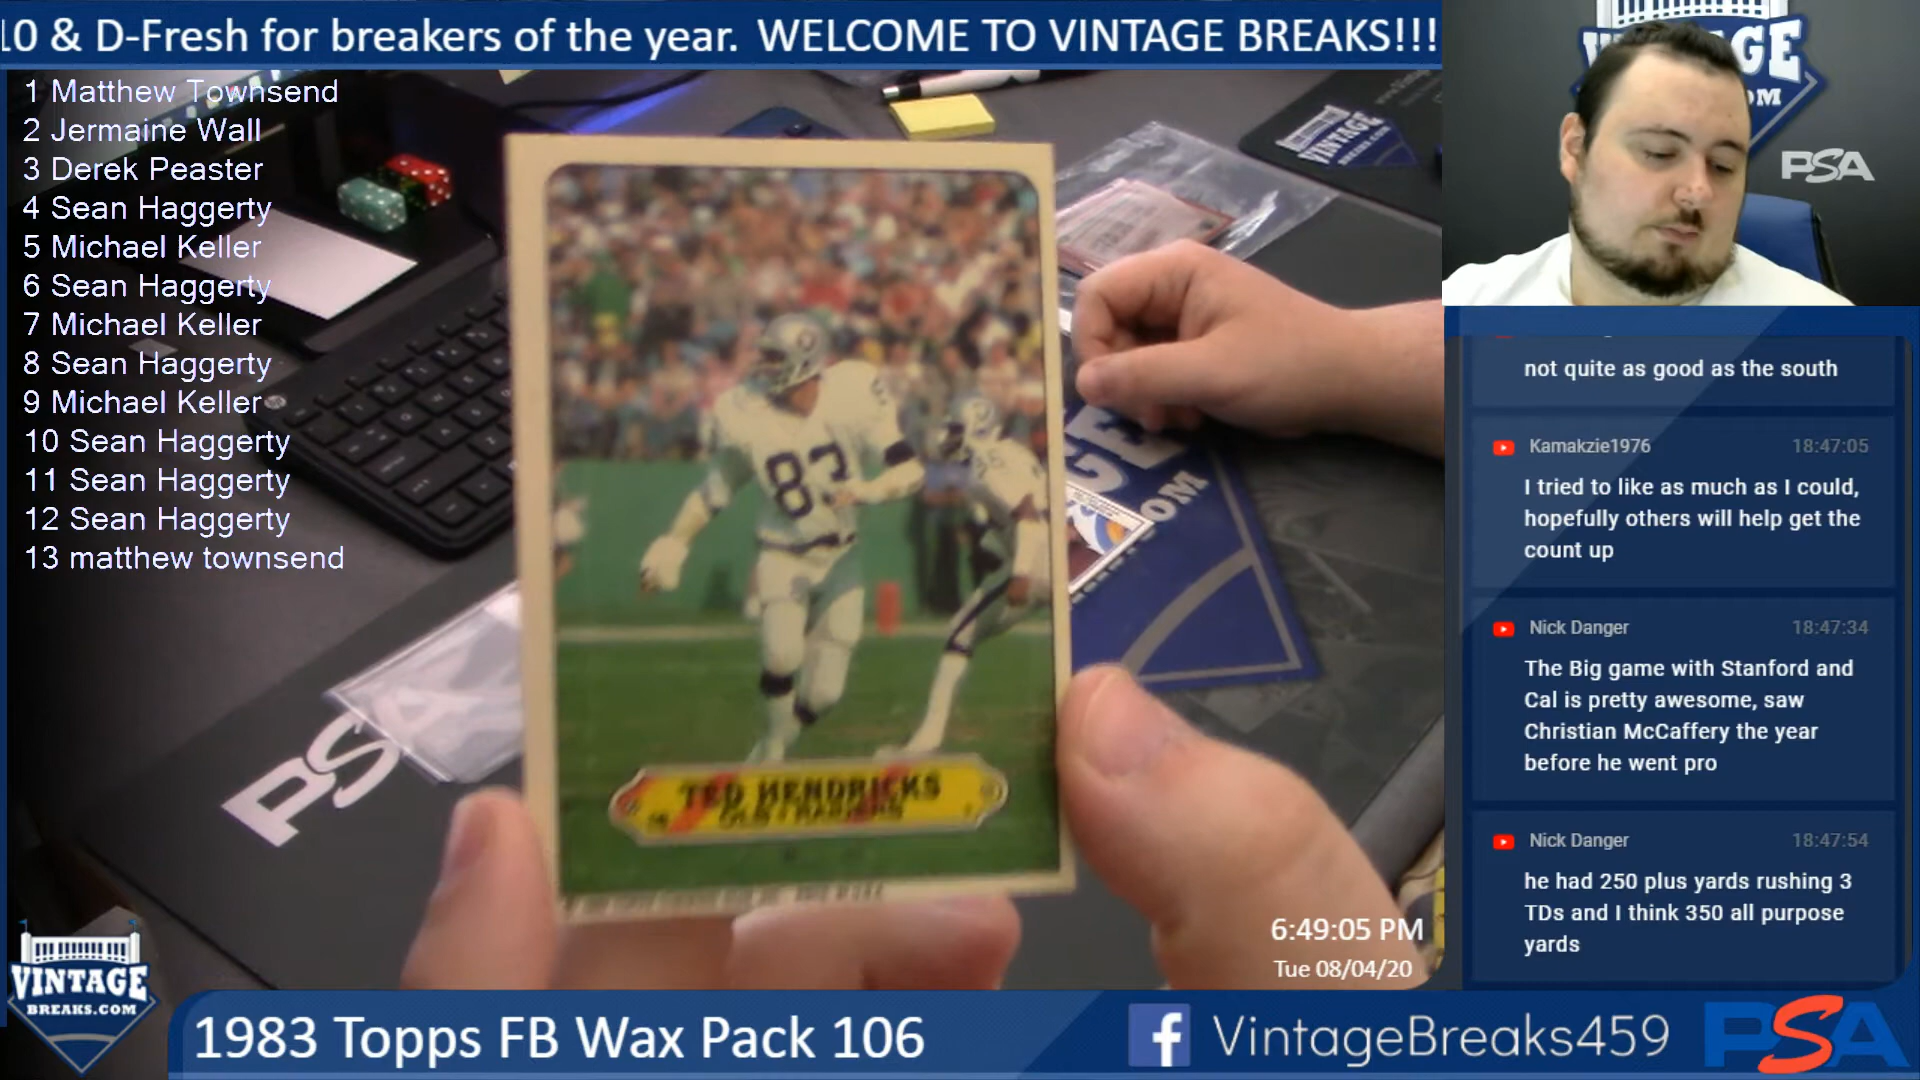 10 & D-Fresh for breakers of the year. WELCOME TO VINTAGE BREAKS!!!
1 Matthew Townsend
2 Jermaine Wall
3 Derek Peaster
4 Sean Haggerty
5 Michael Keller
6 Sean Haggerty
7 Michael Keller
8 Sean Haggerty
9 Michael Keller
10 Sean Haggerty
11 Sean Haggerty
12 Sean Haggerty
13 matthew townsend
83
TED HENDRICKS
OLB • RAIDERS
PSA
VINTAGE
PSA
not quite as good as the south
Kamakzie1976 18:47:05
I tried to like as much as I could,
hopefully others will help get the
count up
Nick Danger 18:47:34
The Big game with Stanford and
Cal is pretty awesome, saw
Christian McCaffery the year
before he went pro
Nick Danger 18:47:54
he had 250 plus yards rushing 3
TDs and I think 350 all purpose
yards
6:49:05 PM
Tue 08/04/20
VINTAGE
BREAKS.COM
1983 Topps FB Wax Pack 106
f VintageBreaks459
PSA